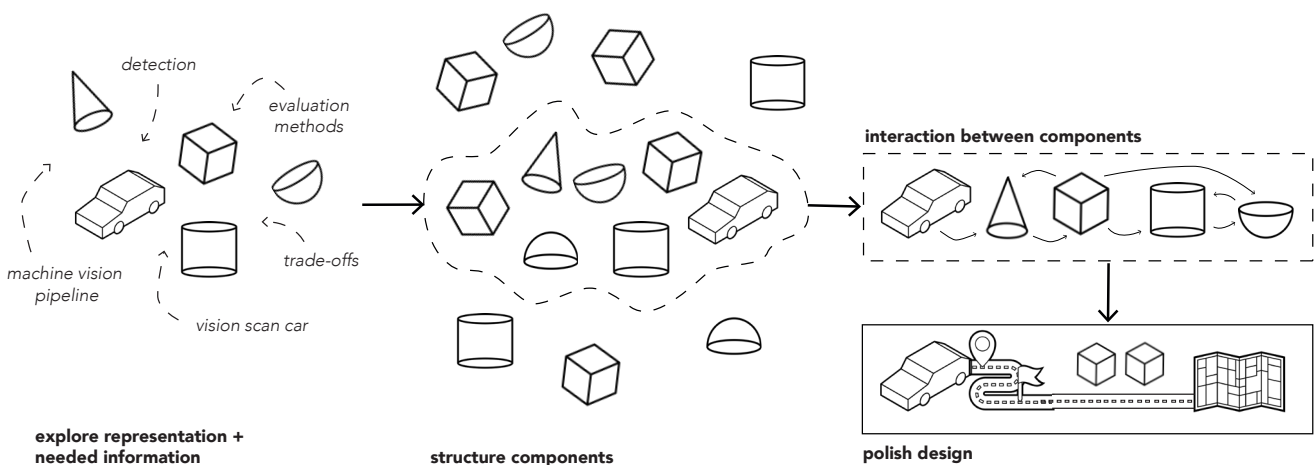 detection
evaluation
methods
machine vision
pipeline
trade-offs
vision scan car
explore representation +
needed information
structure components
interaction between components
polish design